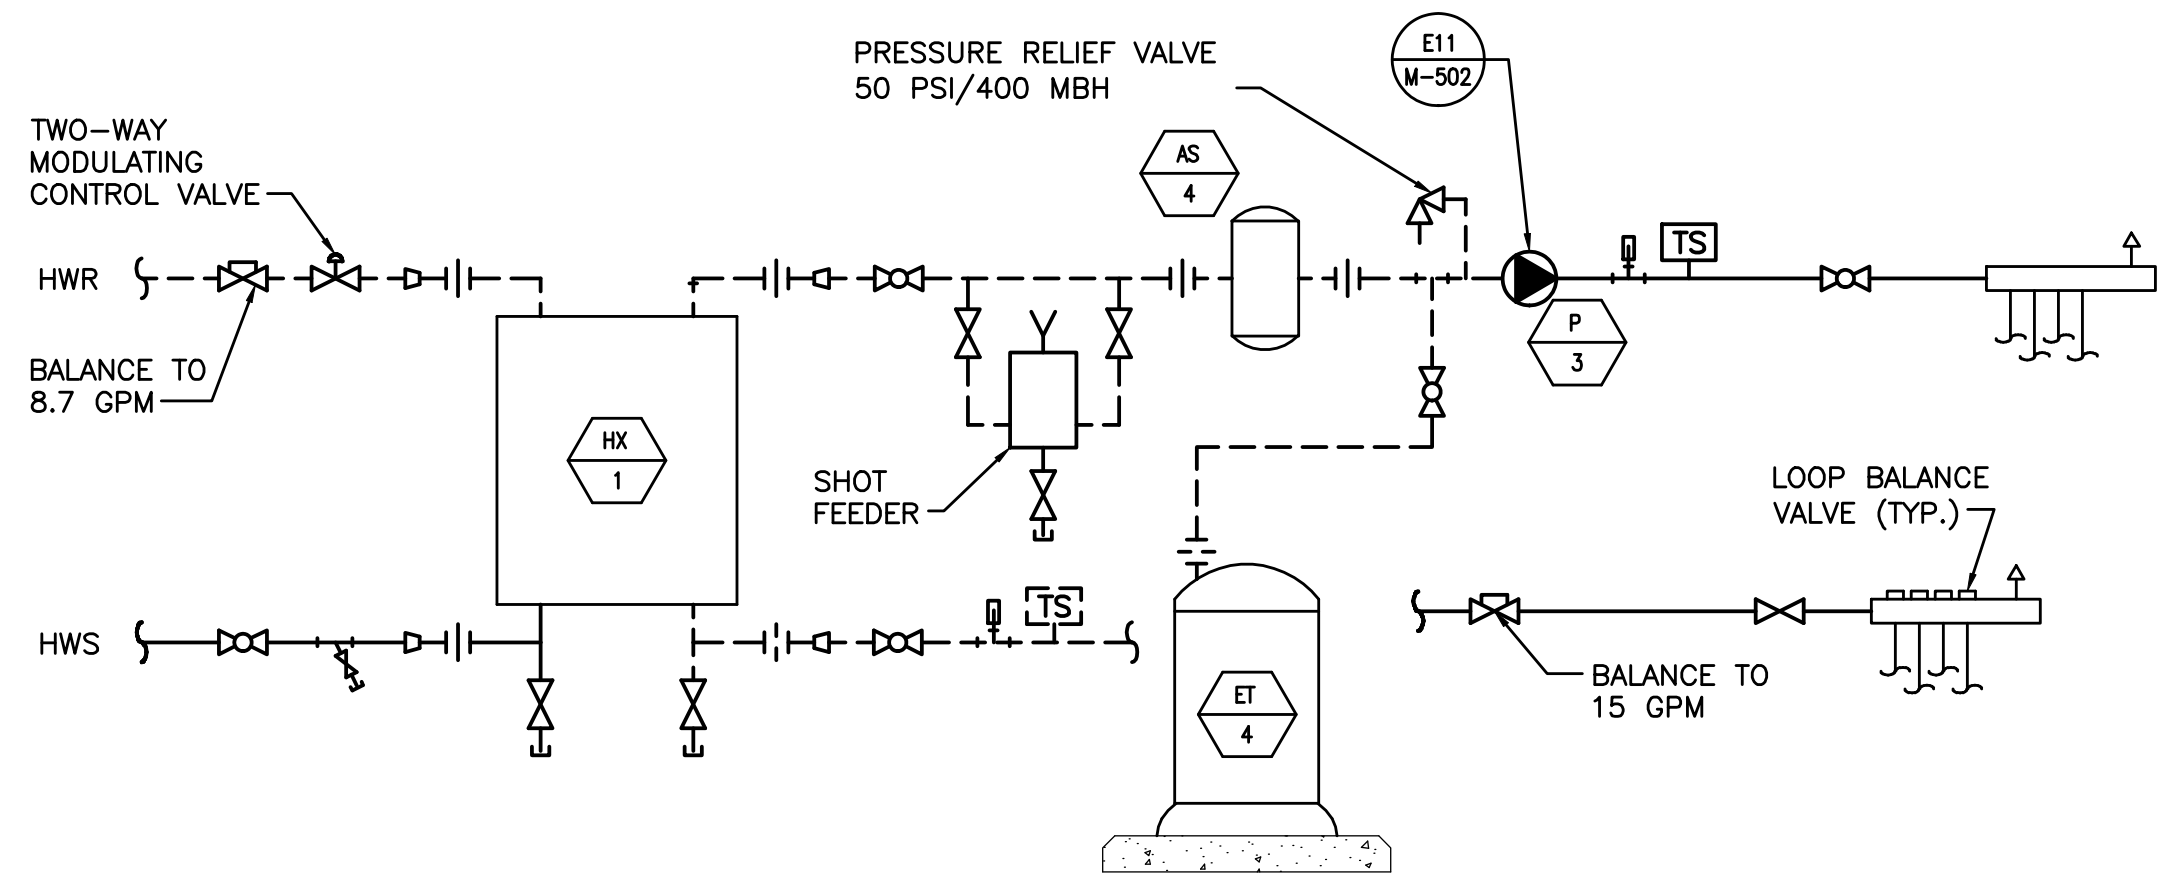 PRESSURE RELIEF VALVE
50 PSI/400 MBH
E11
M-502
TWO-WAY
MODULATING
CONTROL VALVE
AS
4
TS
HWR
P
3
BALANCE TO
8.7 GPM
HX
1
SHOT
FEEDER
LOOP BALANCE
VALVE (TYP.)
TS
HWS
ET
4
BALANCE TO
15 GPM